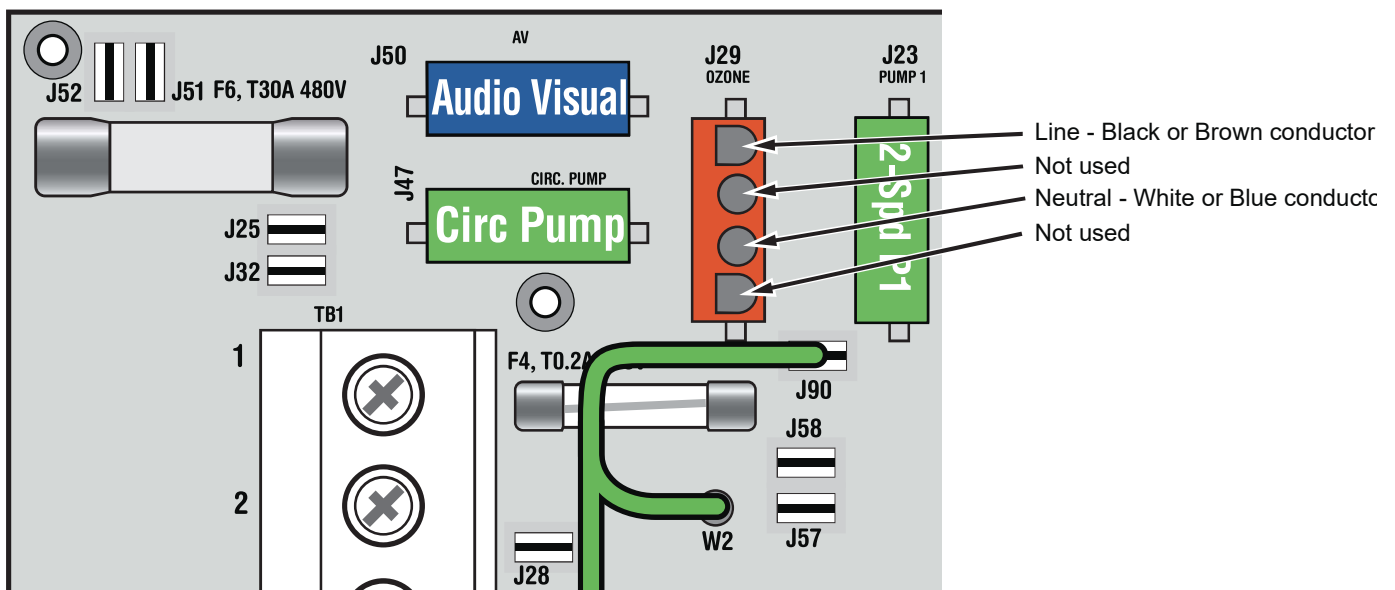 AV
J50
J29
J23
OZONE
PUMP 1
J52
J51 F6, T30A 480V
Audio Visual
Line - Black or Brown conductor
Not used
J47
CIRC. PUMP
2-Spd P1
Neutral - White or Blue
Circ Pump
J25
Not used
J32
TB1
1
F4, T0.2A
J90
J58
2
W2
J57
J28